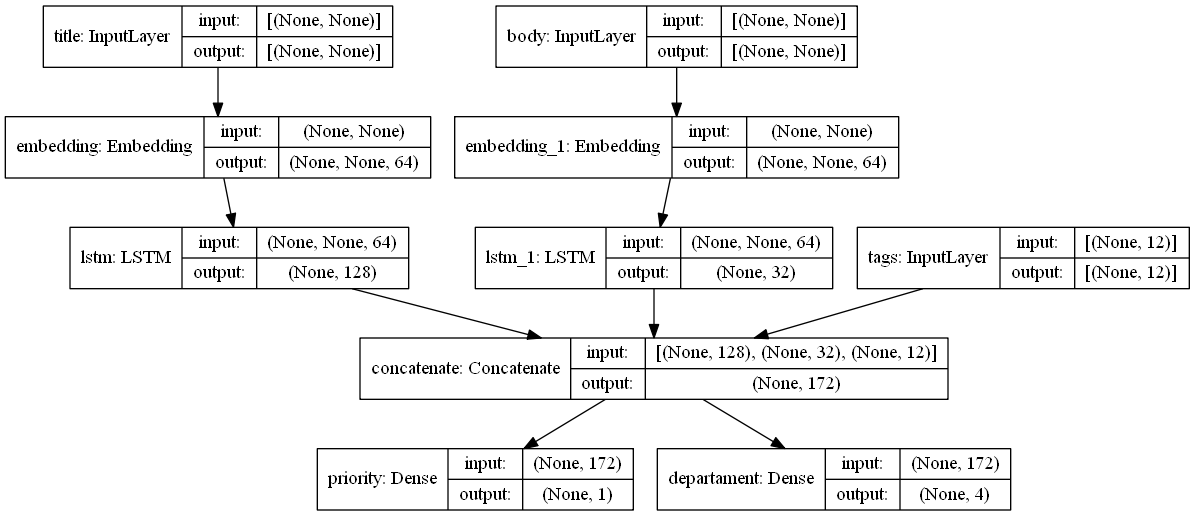 title: InputLayer
input: [(None, None)]
output: [(None, None)]
body: InputLayer
input: [(None, None)]
output: [(None, None)]
embedding: Embedding
input: (None, None)
output: (None, None, 64)
embedding_1: Embedding
input: (None, None)
output: (None, None, 64)
lstm: LSTM
input: (None, None, 64)
output: (None, 128)
lstm_1: LSTM
input: (None, None, 64)
output: (None, 32)
tags: InputLayer
input: [(None, 12)]
output: [(None, 12)]
concatenate: Concatenate
input: [(None, 128), (None, 32), (None, 12)]
output: (None, 172)
priority: Dense
input: (None, 172)
output: (None, 1)
departament: Dense
input: (None, 172)
output: (None, 4)